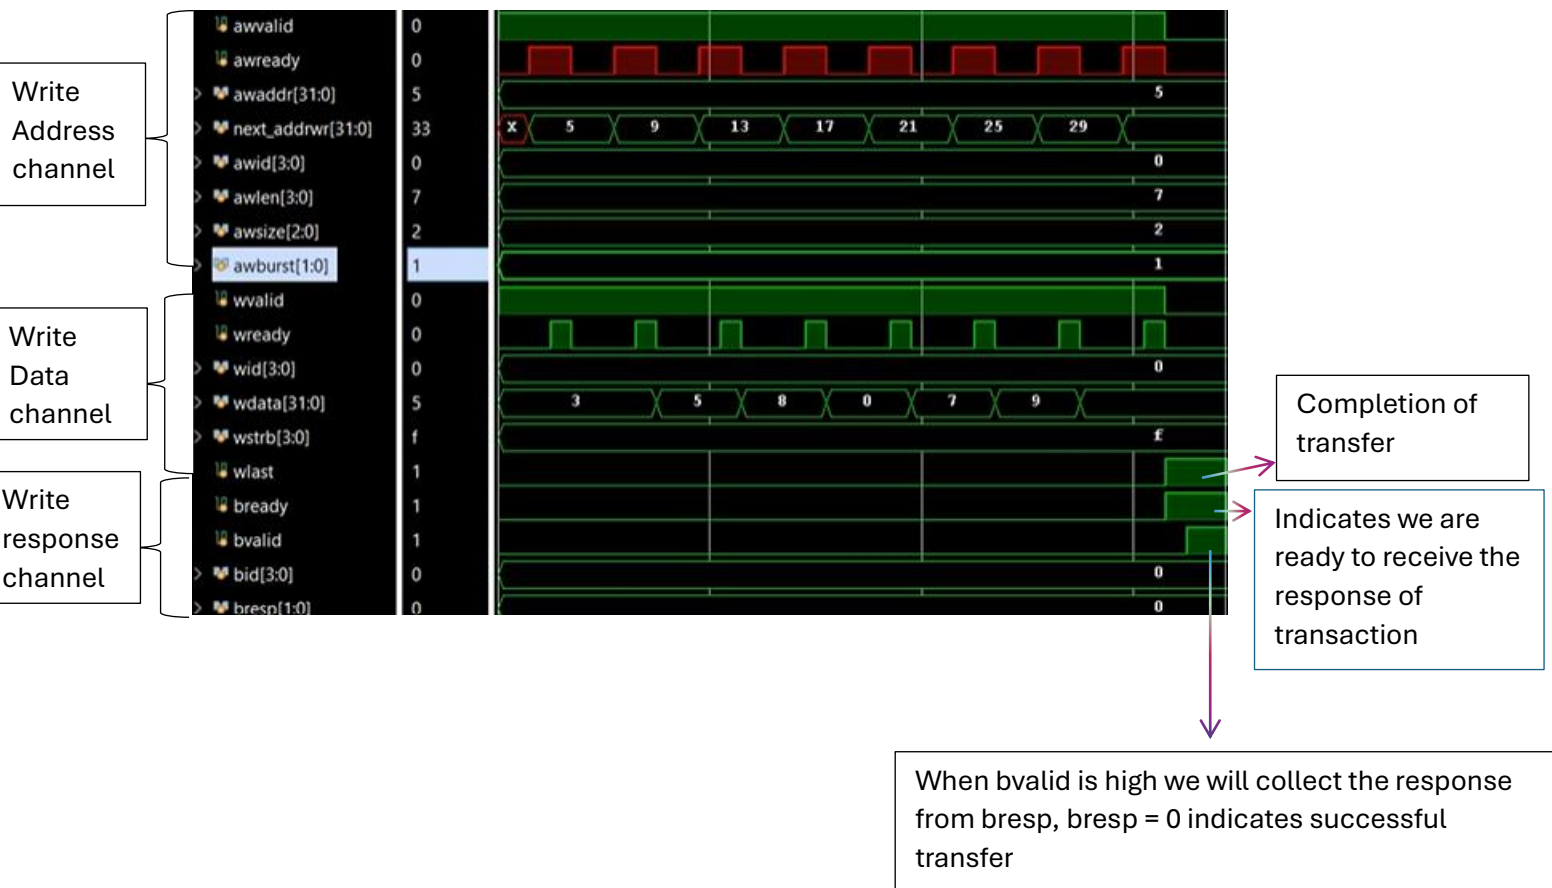 Write
Address
channel
Write
Data
channel
Write
response
channel
awvalid 0
awready 0
awaddr[31:0] 5 5
next_addrwr[31:0] 33 X 5 9 13 17 21 25 29
awid[3:0] 0 0
awlen[3:0] 7 7
awsize[2:0] 2 2
awburst[1:0] 1 1
wvalid 0
wready 0
wid[3:0] 0 0
wdata[31:0] 5 3 5 8 0 7 9
wstrb[3:0] f f
wlast 1
bready 1
bvalid 1
bid[3:0] 0 0
bresp[1:0] 0 0
Completion of
transfer
Indicates we are
ready to receive the
response of
transaction
When bvalid is high we will collect the response
from bresp, bresp = 0 indicates successful
transfer